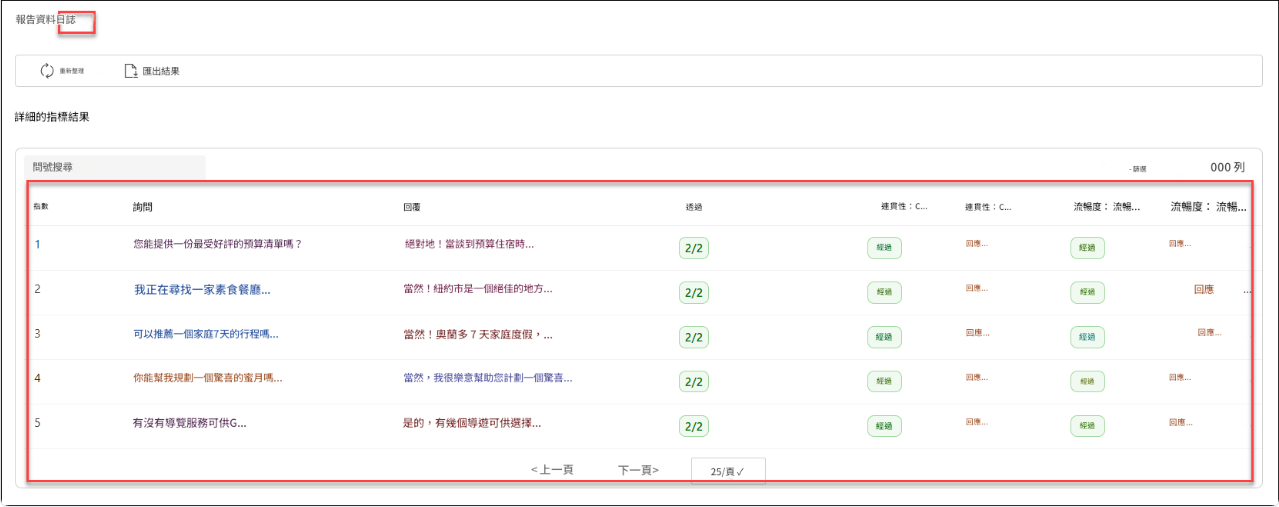 報告資料日誌
重新整理 匯出結果
詳細的指標結果
問號搜尋 - 篩選 000 列
指數 詢問 回覆 透過 連貫性：C... 連貫性：C... 流暢度： 流暢... 流暢度： 流暢...
1 您能提供一份最受好評的預算清單嗎？ 絕對地！當談到預算住宿時... 2/2 經過 回應... 經過 回應...
2 我正在尋找一家素食餐廳... 當然！紐約市是一個絕佳的地方... 2/2 經過 回應... 經過 回應 ...
3 可以推薦一個家庭7天的行程嗎... 當然！奧蘭多 7 天家庭度假，... 2/2 經過 回應... 經過 回應...
4 你能幫我規劃一個驚喜的蜜月嗎... 當然，我很樂意幫助您計劃一個驚喜... 2/2 經過 回應... 經過 回應...
5 有沒有導覽服務可供G... 是的，有幾個導遊可供選擇... 2/2 經過 回應... 經過 回應...
<上一頁 下一頁> 25/頁✓